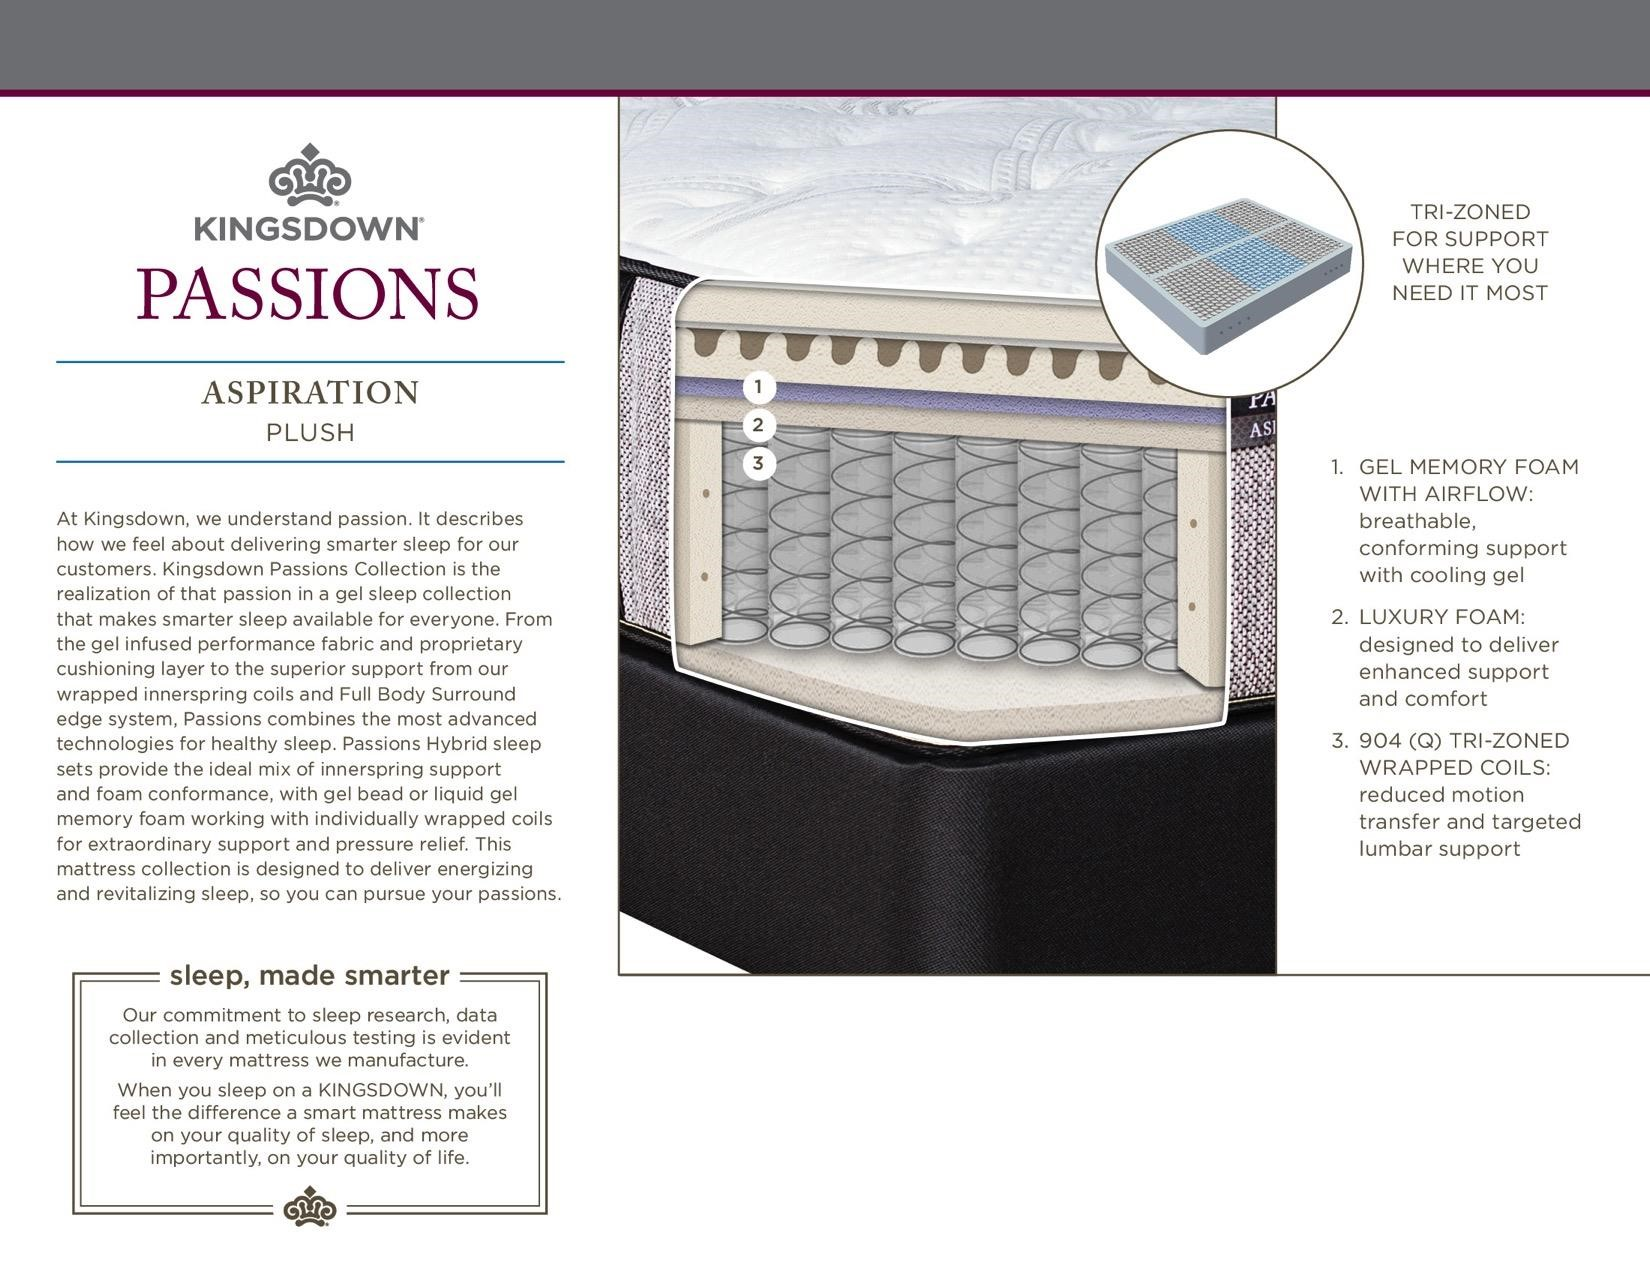 KINGSDOWN®
PASSIONS
ASPIRATION
PLUSH
At Kingsdown, we understand passion. It describes
how we feel about delivering smarter sleep for our
customers. Kingsdown Passions Collection is the
realization of that passion in a gel sleep collection
that makes smarter sleep available for everyone. From
the gel infused performance fabric and proprietary
cushioning layer to the superior support from our
wrapped innerspring coils and Full Body Surround
edge system, Passions combines the most advanced
technologies for healthy sleep. Passions Hybrid sleep
sets provide the ideal mix of innerspring support
and foam conformance, with gel bead or liquid gel
memory foam working with individually wrapped coils
for extraordinary support and pressure relief. This
mattress collection is designed to deliver energizing
and revitalizing sleep, so you can pursue your passions.
sleep, made smarter
Our commitment to sleep research, data
collection and meticulous testing is evident
in every mattress we manufacture.
When you sleep on a KINGSDOWN, you'll
feel the difference a smart mattress makes
on your quality of sleep, and more
importantly, on your quality of life.
1
2
3
PA
ASI
TRI-ZONED
FOR SUPPORT
WHERE YOU
NEED IT MOST
1. GEL MEMORY FOAM
WITH AIRFLOW:
breathable,
conforming support
with cooling gel
2. LUXURY FOAM:
designed to deliver
enhanced support
and comfort
3. 904 (Q) TRI-ZONED
WRAPPED COILS:
reduced motion
transfer and targeted
lumbar support